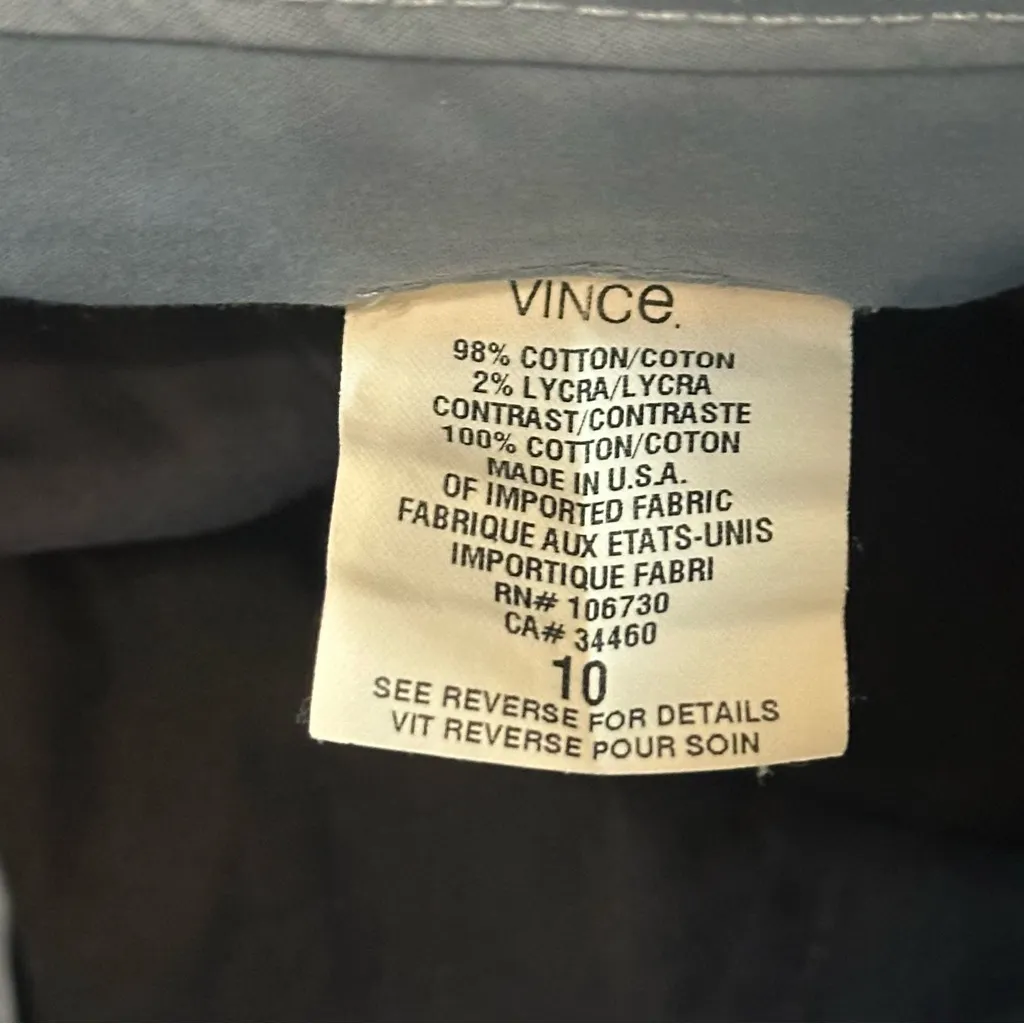 VINCe.
98% COTTON/COTON
2% LYCRA/LYCRA
CONTRAST/CONTRASTE
100% COTTON/COTON
MADE IN U.S.A.
OF IMPORTED FABRIC
FABRIQUE AUX ETATS-UNIS
IMPORTIQUE FABRI
RN# 106730
CA# 34460
10
SEE REVERSE FOR DETAILS
VIT REVERSE POUR SOIN